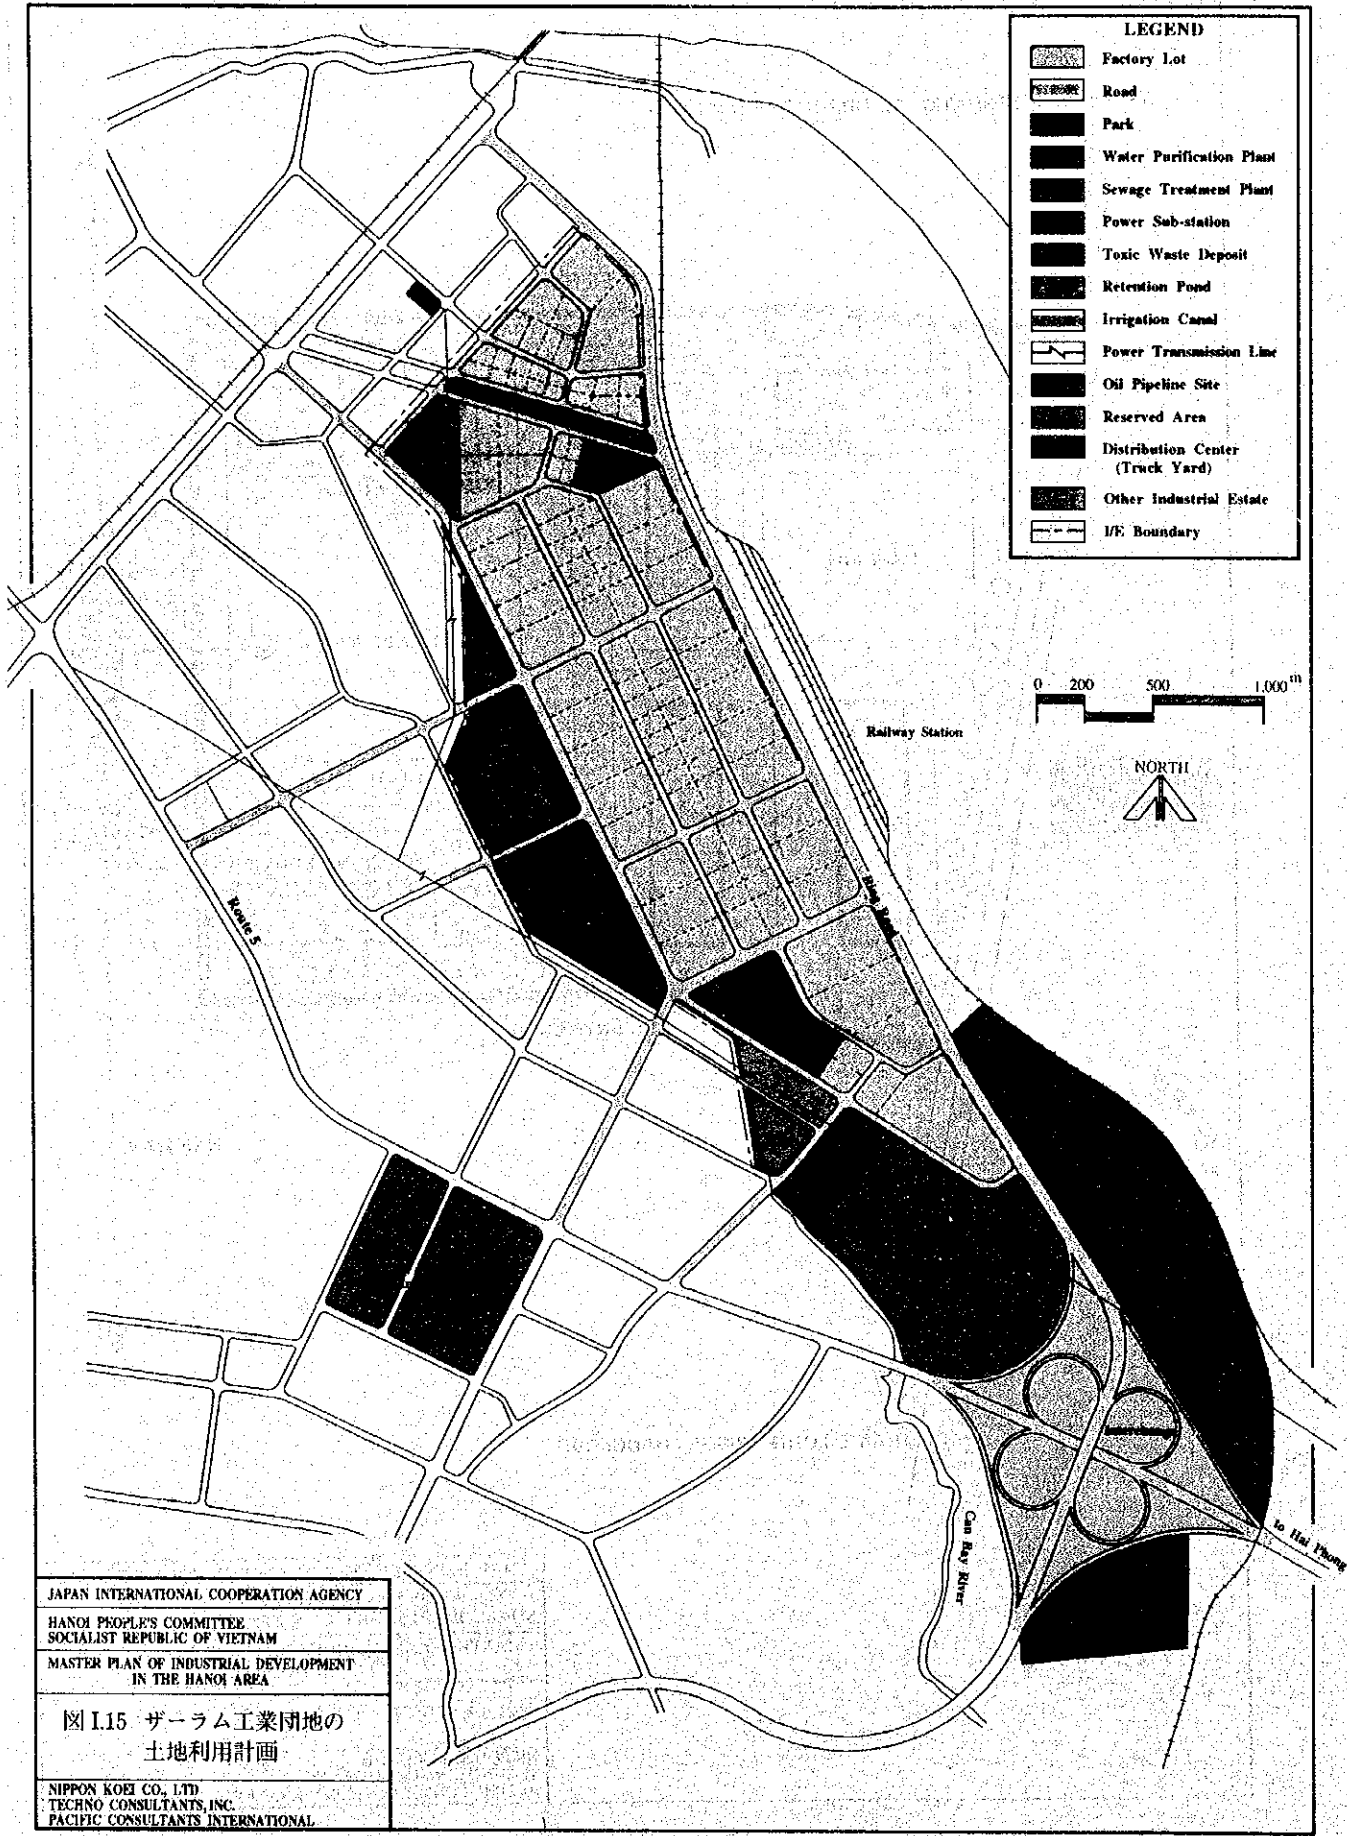 LEGEND
Factory Lot
Road
Park
Water Purification Plant
Sewage Treatment Plant
Power Sub-station
Toxic Waste Deposit
Retention Pond
Irrigation Canal
Power Transmission Line
Oil Pipeline Site
Reserved Area
Distribution Center
(Truck Yard)
Other Industrial Estate
I/E Boundary
0 200 500 1,000 m
Railway Station
NORTH
Ring Road
Route 5
Interchange
Can Bay River
to Hai Phong
JAPAN INTERNATIONAL COOPERATION AGENCY
HANOI PEOPLE'S COMMITTEE
SOCIALIST REPUBLIC OF VIETNAM
MASTER PLAN OF INDUSTRIAL DEVELOPMENT
IN THE HANOI AREA
図 I.15 ザーラム工業団地の
土地利用計画
NIPPON KOEI CO., LTD
TECHNO CONSULTANTS, INC.
PACIFIC CONSULTANTS INTERNATIONAL